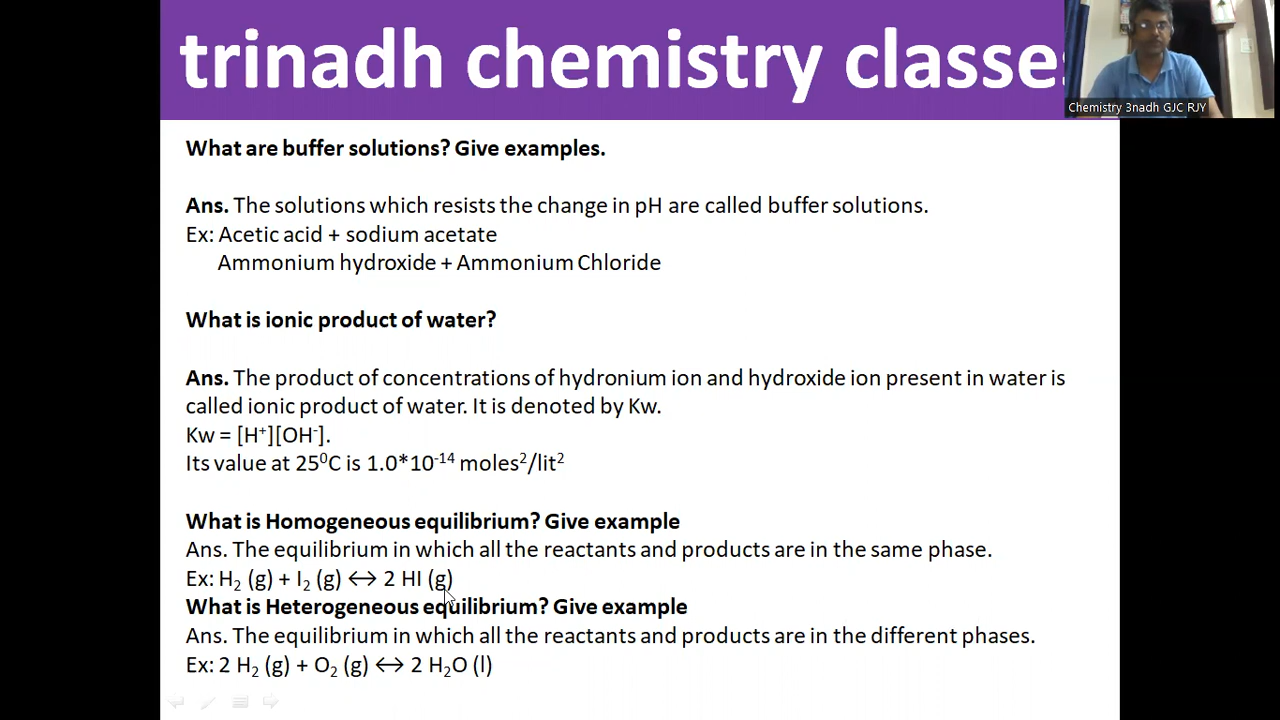 trinadh chemistry classes
Chemistry 3nadh GJC RJY
What are buffer solutions? Give examples.
Ans. The solutions which resists the change in pH are called buffer solutions.
Ex: Acetic acid + sodium acetate
Ammonium hydroxide + Ammonium Chloride
What is ionic product of water?
Ans. The product of concentrations of hydronium ion and hydroxide ion present in water is
called ionic product of water. It is denoted by Kw.
Kw = [H⁺][OH⁻].
Its value at 25⁰C is 1.0*10⁻¹⁴ moles²/lit²
What is Homogeneous equilibrium? Give example
Ans. The equilibrium in which all the reactants and products are in the same phase.
Ex: H₂ (g) + I₂ (g) ↔ 2 HI (g)
What is Heterogeneous equilibrium? Give example
Ans. The equilibrium in which all the reactants and products are in the different phases.
Ex: 2 H₂ (g) + O₂ (g) ↔ 2 H₂O (l)